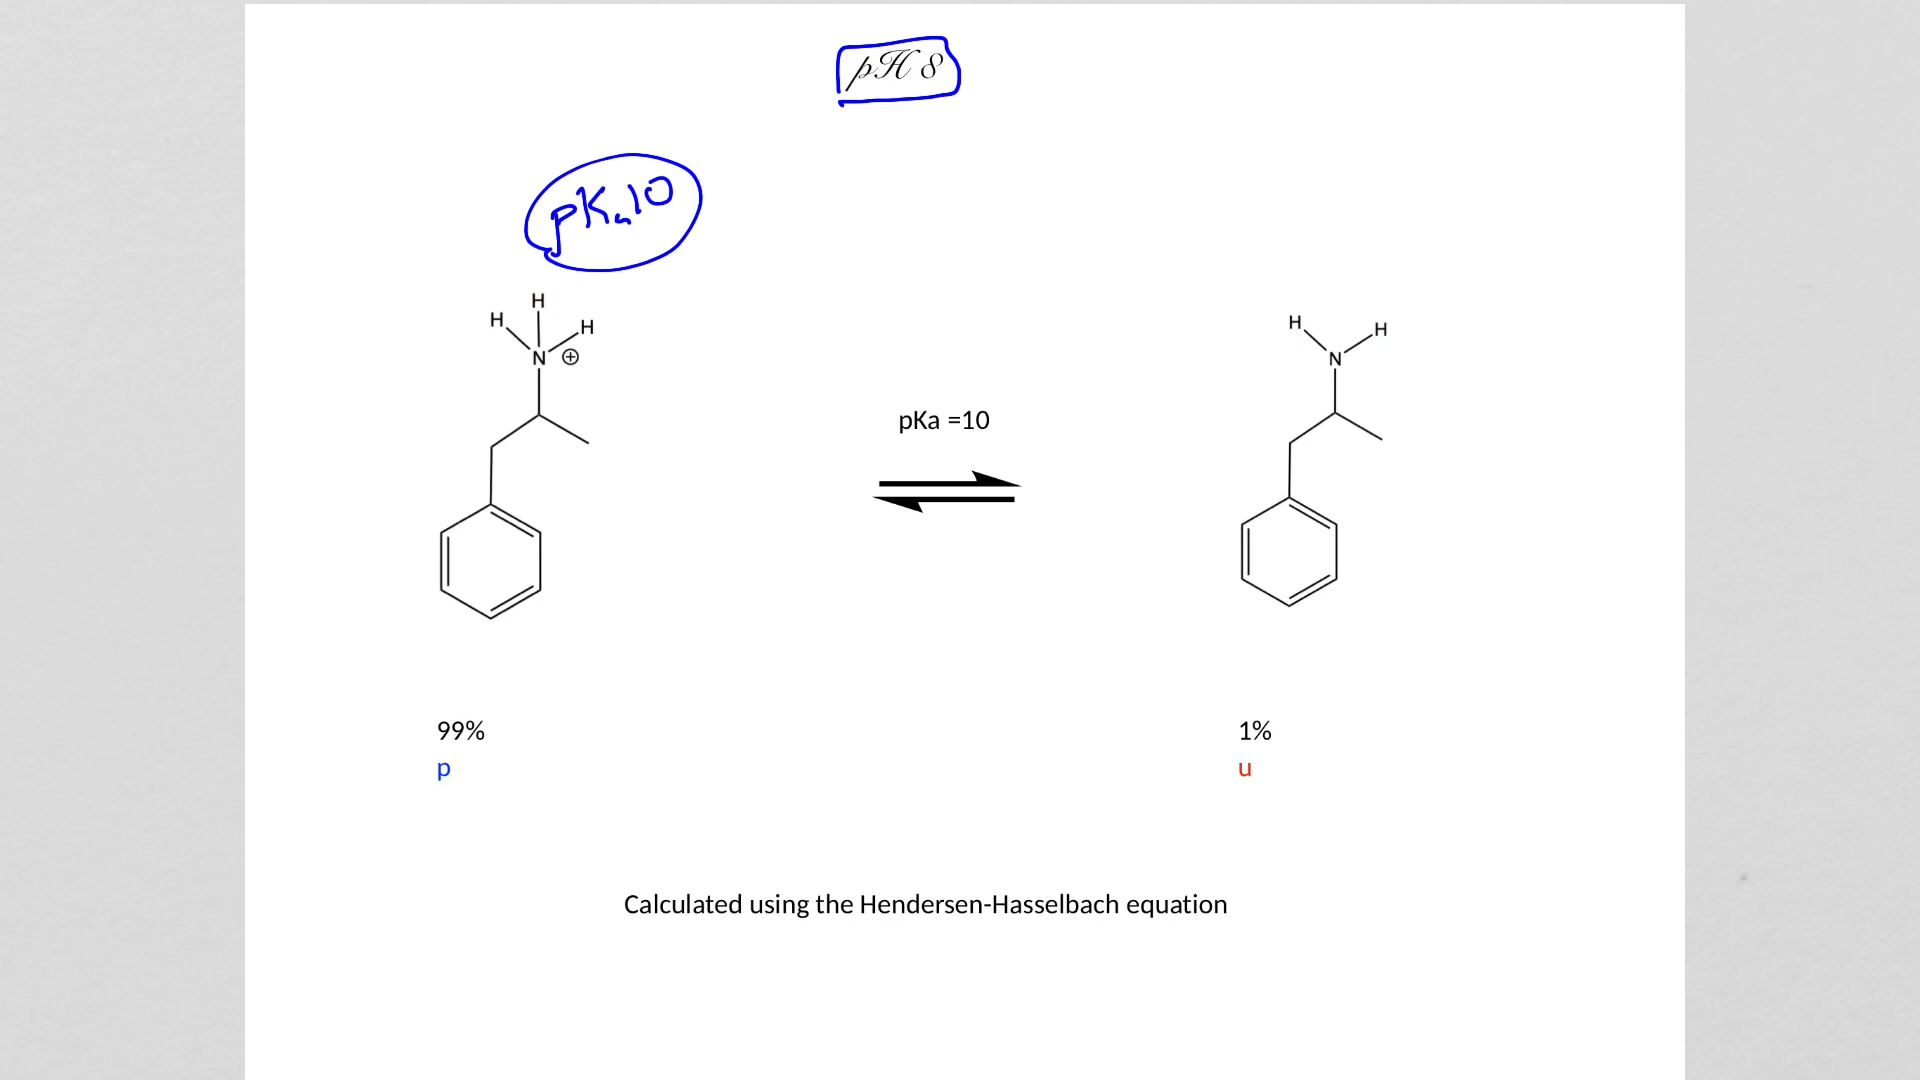 pH 8
pKa 10
H
H
H
N ⊕
H
H
N
pKa =10
99%
1%
p
u
Calculated using the Hendersen-Hasselbach equation